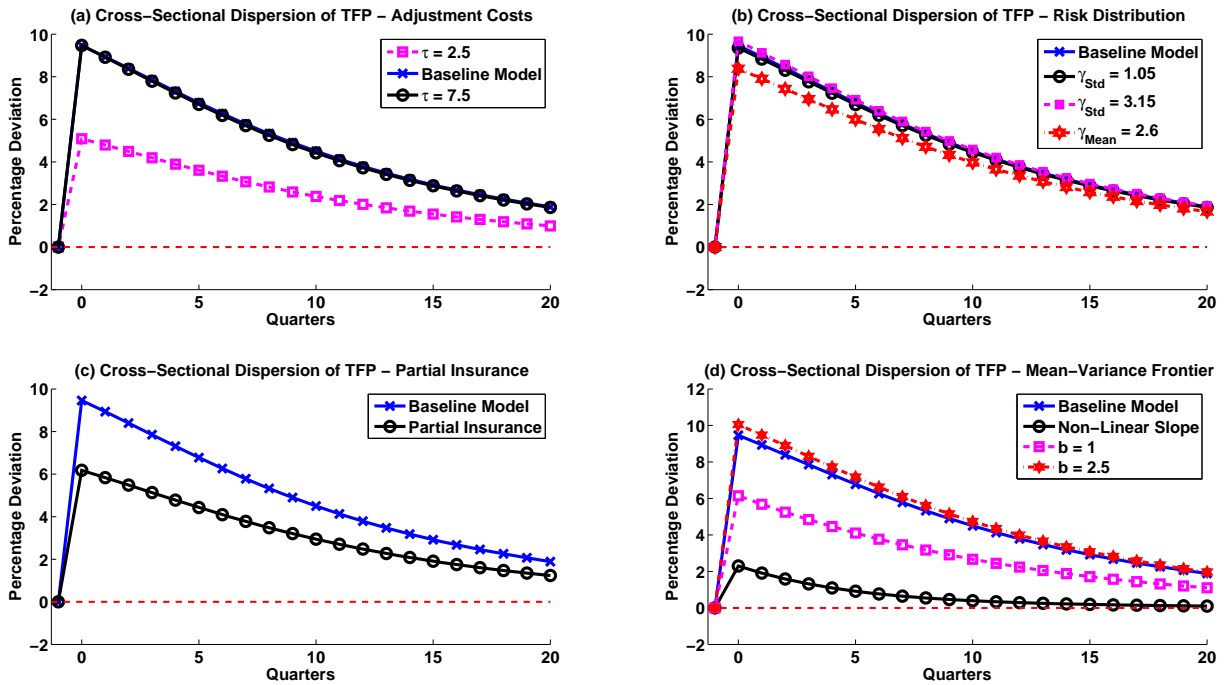 (a) Cross−Sectional Dispersion of TFP − Adjustment Costs
Percentage Deviation
10
8
6
4
2
0
−2
0 5 10 15 20
Quarters
τ = 2.5
Baseline Model
τ = 7.5
(b) Cross−Sectional Dispersion of TFP − Risk Distribution
Percentage Deviation
10
8
6
4
2
0
−2
0 5 10 15 20
Quarters
Baseline Model
γStd = 1.05
γStd = 3.15
γMean = 2.6
(c) Cross−Sectional Dispersion of TFP − Partial Insurance
Percentage Deviation
10
8
6
4
2
0
−2
0 5 10 15 20
Quarters
Baseline Model
Partial Insurance
(d) Cross−Sectional Dispersion of TFP − Mean−Variance Frontier
Percentage Deviation
12
10
8
6
4
2
0
−2
0 5 10 15 20
Quarters
Baseline Model
Non−Linear Slope
b = 1
b = 2.5